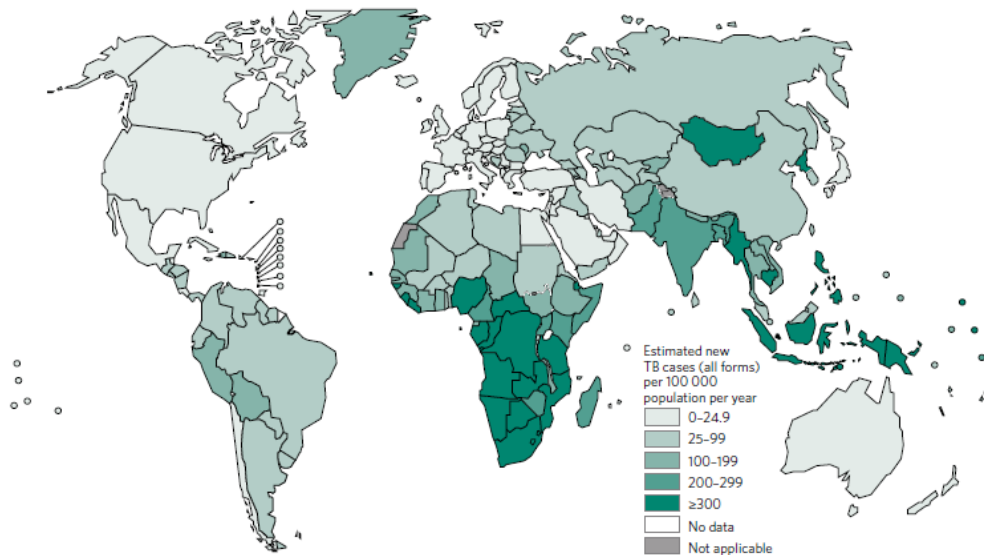 Estimated new
TB cases (all forms)
per 100 000
population per year
0–24.9
25–99
100–199
200–299
≥300
No data
Not applicable